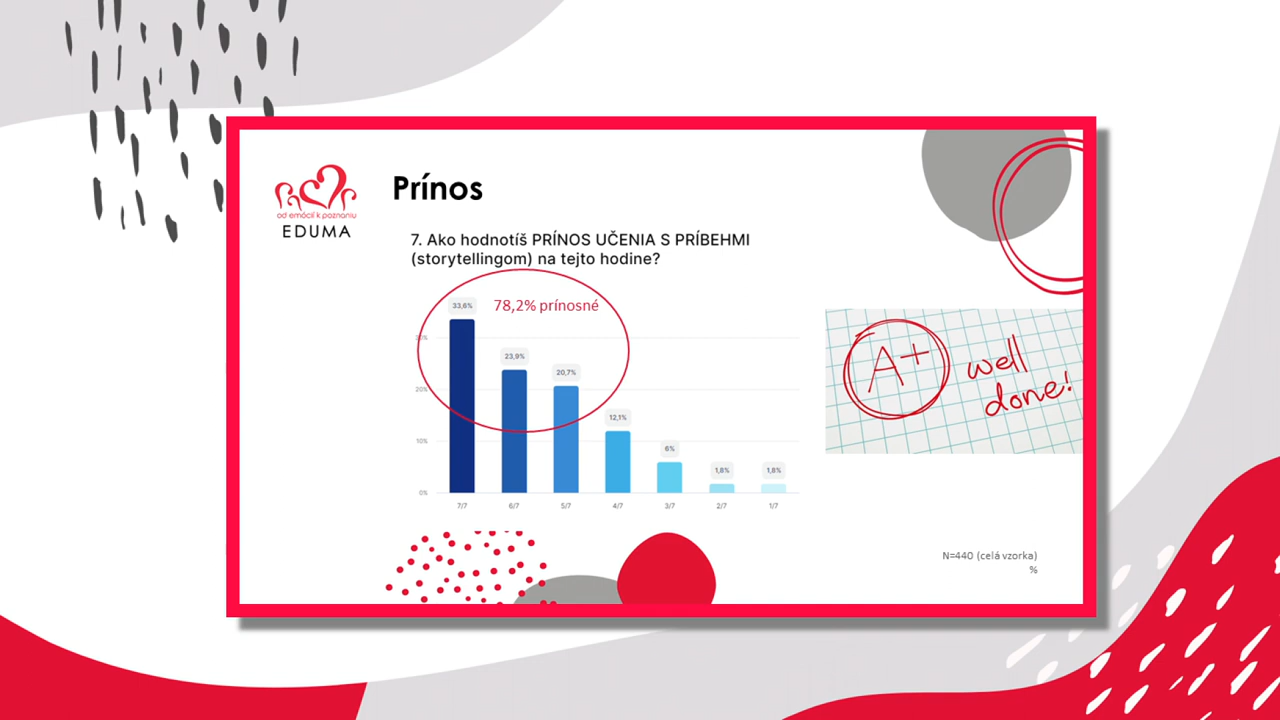 od emócií k poznaniu
EDUMA
Prínos
7. Ako hodnotíš PRÍNOS UČENIA S PRÍBEHMI
(storytellingom) na tejto hodine?
78,2% prínosné
33,6%
23,9%
20,7%
12,1%
6%
1,8%
1,8%
30%
20%
10%
0%
7/7
6/7
5/7
4/7
3/7
2/7
1/7
A+
well
done!
N=440 (celá vzorka)
%